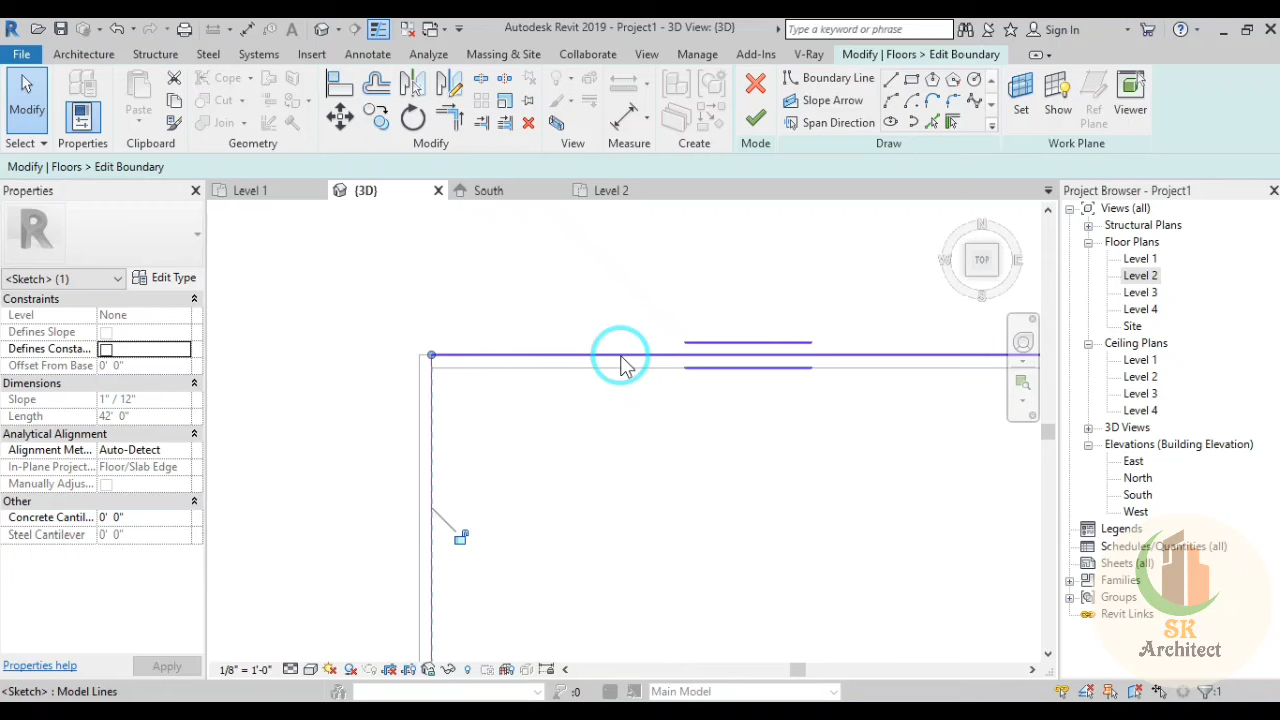 Autodesk Revit 2019 - Project1 - 3D View: {3D}
Type a keyword or phrase
Sign In
File
Architecture
Structure
Steel
Systems
Insert
Annotate
Analyze
Massing & Site
Collaborate
View
Manage
Add-Ins
V-Ray
Modify | Floors > Edit Boundary
Modify
Properties
Paste
Cope
Cut
Join
Boundary Line
Slope Arrow
Span Direction
Set
Show
Ref Plane
Viewer
Select
Properties
Clipboard
Geometry
Modify
View
Measure
Create
Mode
Draw
Work Plane
Modify | Floors > Edit Boundary
Properties
Level 1
{3D}
South
Level 2
Project Browser - Project1
R
<Sketch> (1)
Edit Type
Constraints
Level None
Defines Slope
Defines Consta...
Offset From Base 0' 0"
Dimensions
Slope 1" / 12"
Length 42' 0"
Analytical Alignment
Alignment Met... Auto-Detect
In-Plane Project... Floor/Slab Edge
Manually Adjus...
Other
Concrete Cantil... 0' 0"
Steel Cantilever 0' 0"
Properties help
Apply
N
W
TOP
E
S
Views (all)
Structural Plans
Floor Plans
Level 1
Level 2
Level 3
Level 4
Site
Ceiling Plans
Level 1
Level 2
Level 3
Level 4
3D Views
Elevations (Building Elevation)
East
North
South
West
Legends
Schedules/Quantities (all)
Sheets (all)
Families
Groups
Revit Links
SK
Architect
1/8" = 1'-0"
<Sketch> : Model Lines
:0
Main Model
:1